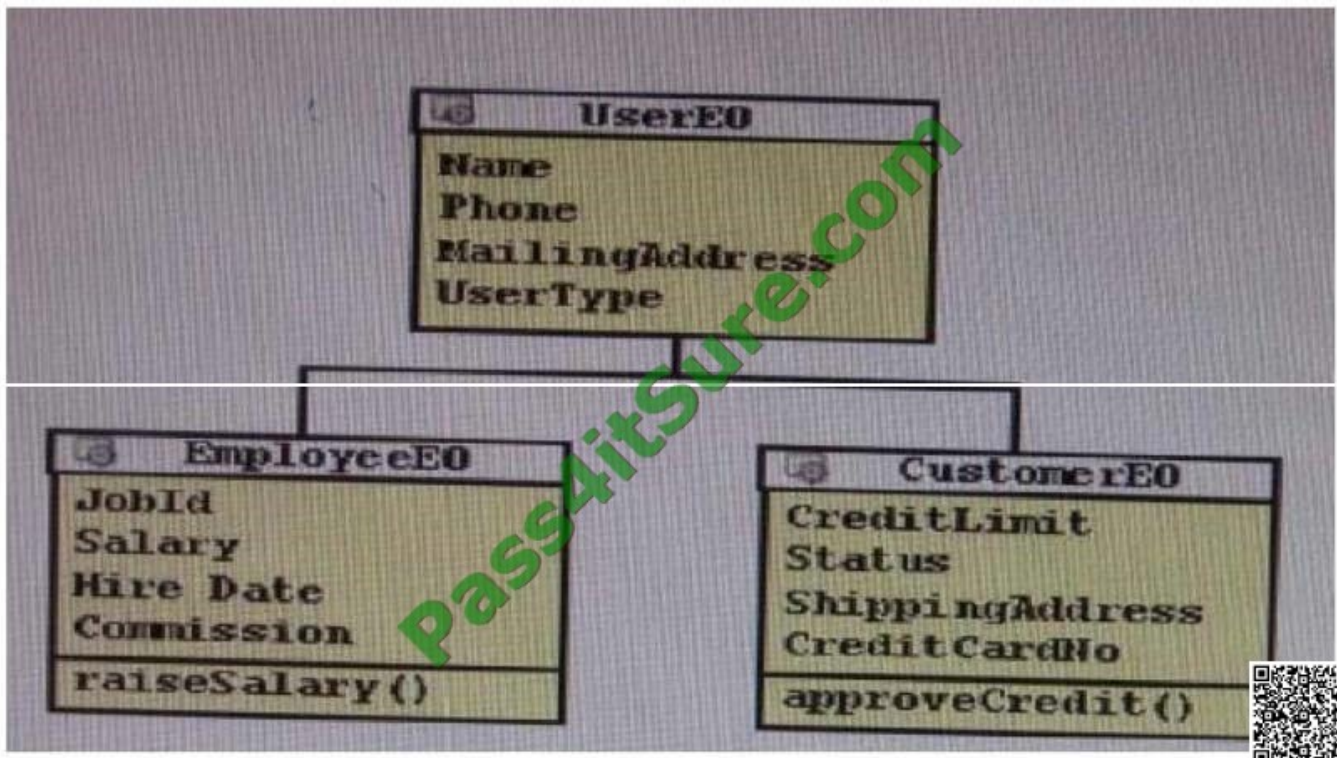 UserEO
Name
Phone
MailingAddress
UserType
EmployeeEO
JobId
Salary
Hire Date
Commission
raiseSalary()
CustomerEO
CreditLimit
Status
ShippingAddress
CreditCardNo
approveCredit()
Pass4itSure.com